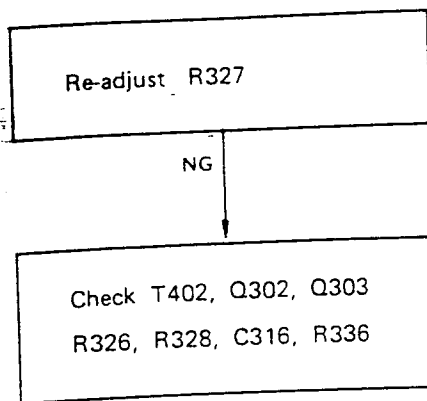 Re-adjust R327
NG
Check T402, Q302, Q303
R326, R328, C316, R336